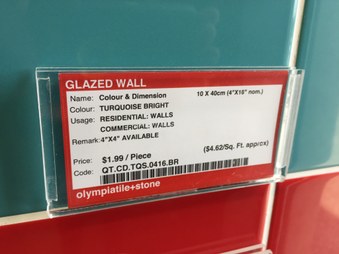 GLAZED WALL
Name: Colour & Dimension 10 X 40cm (4"X16" nom.)
Colour: TURQUOISE BRIGHT
Usage: RESIDENTIAL: WALLS
COMMERCIAL: WALLS
Remark: 4"X4" AVAILABLE
Price: $1.99 / Piece ($4.62/Sq. Ft. approx)
Code: QT.CD.TQS.0416.BR
olympiatile+stone